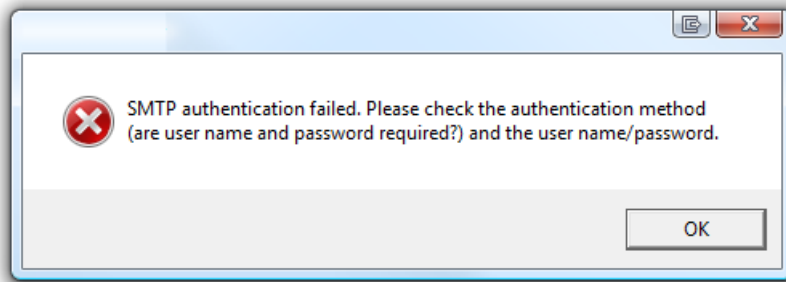 SMTP authentication failed. Please check the authentication method
(are user name and password required?) and the user name/password.
OK